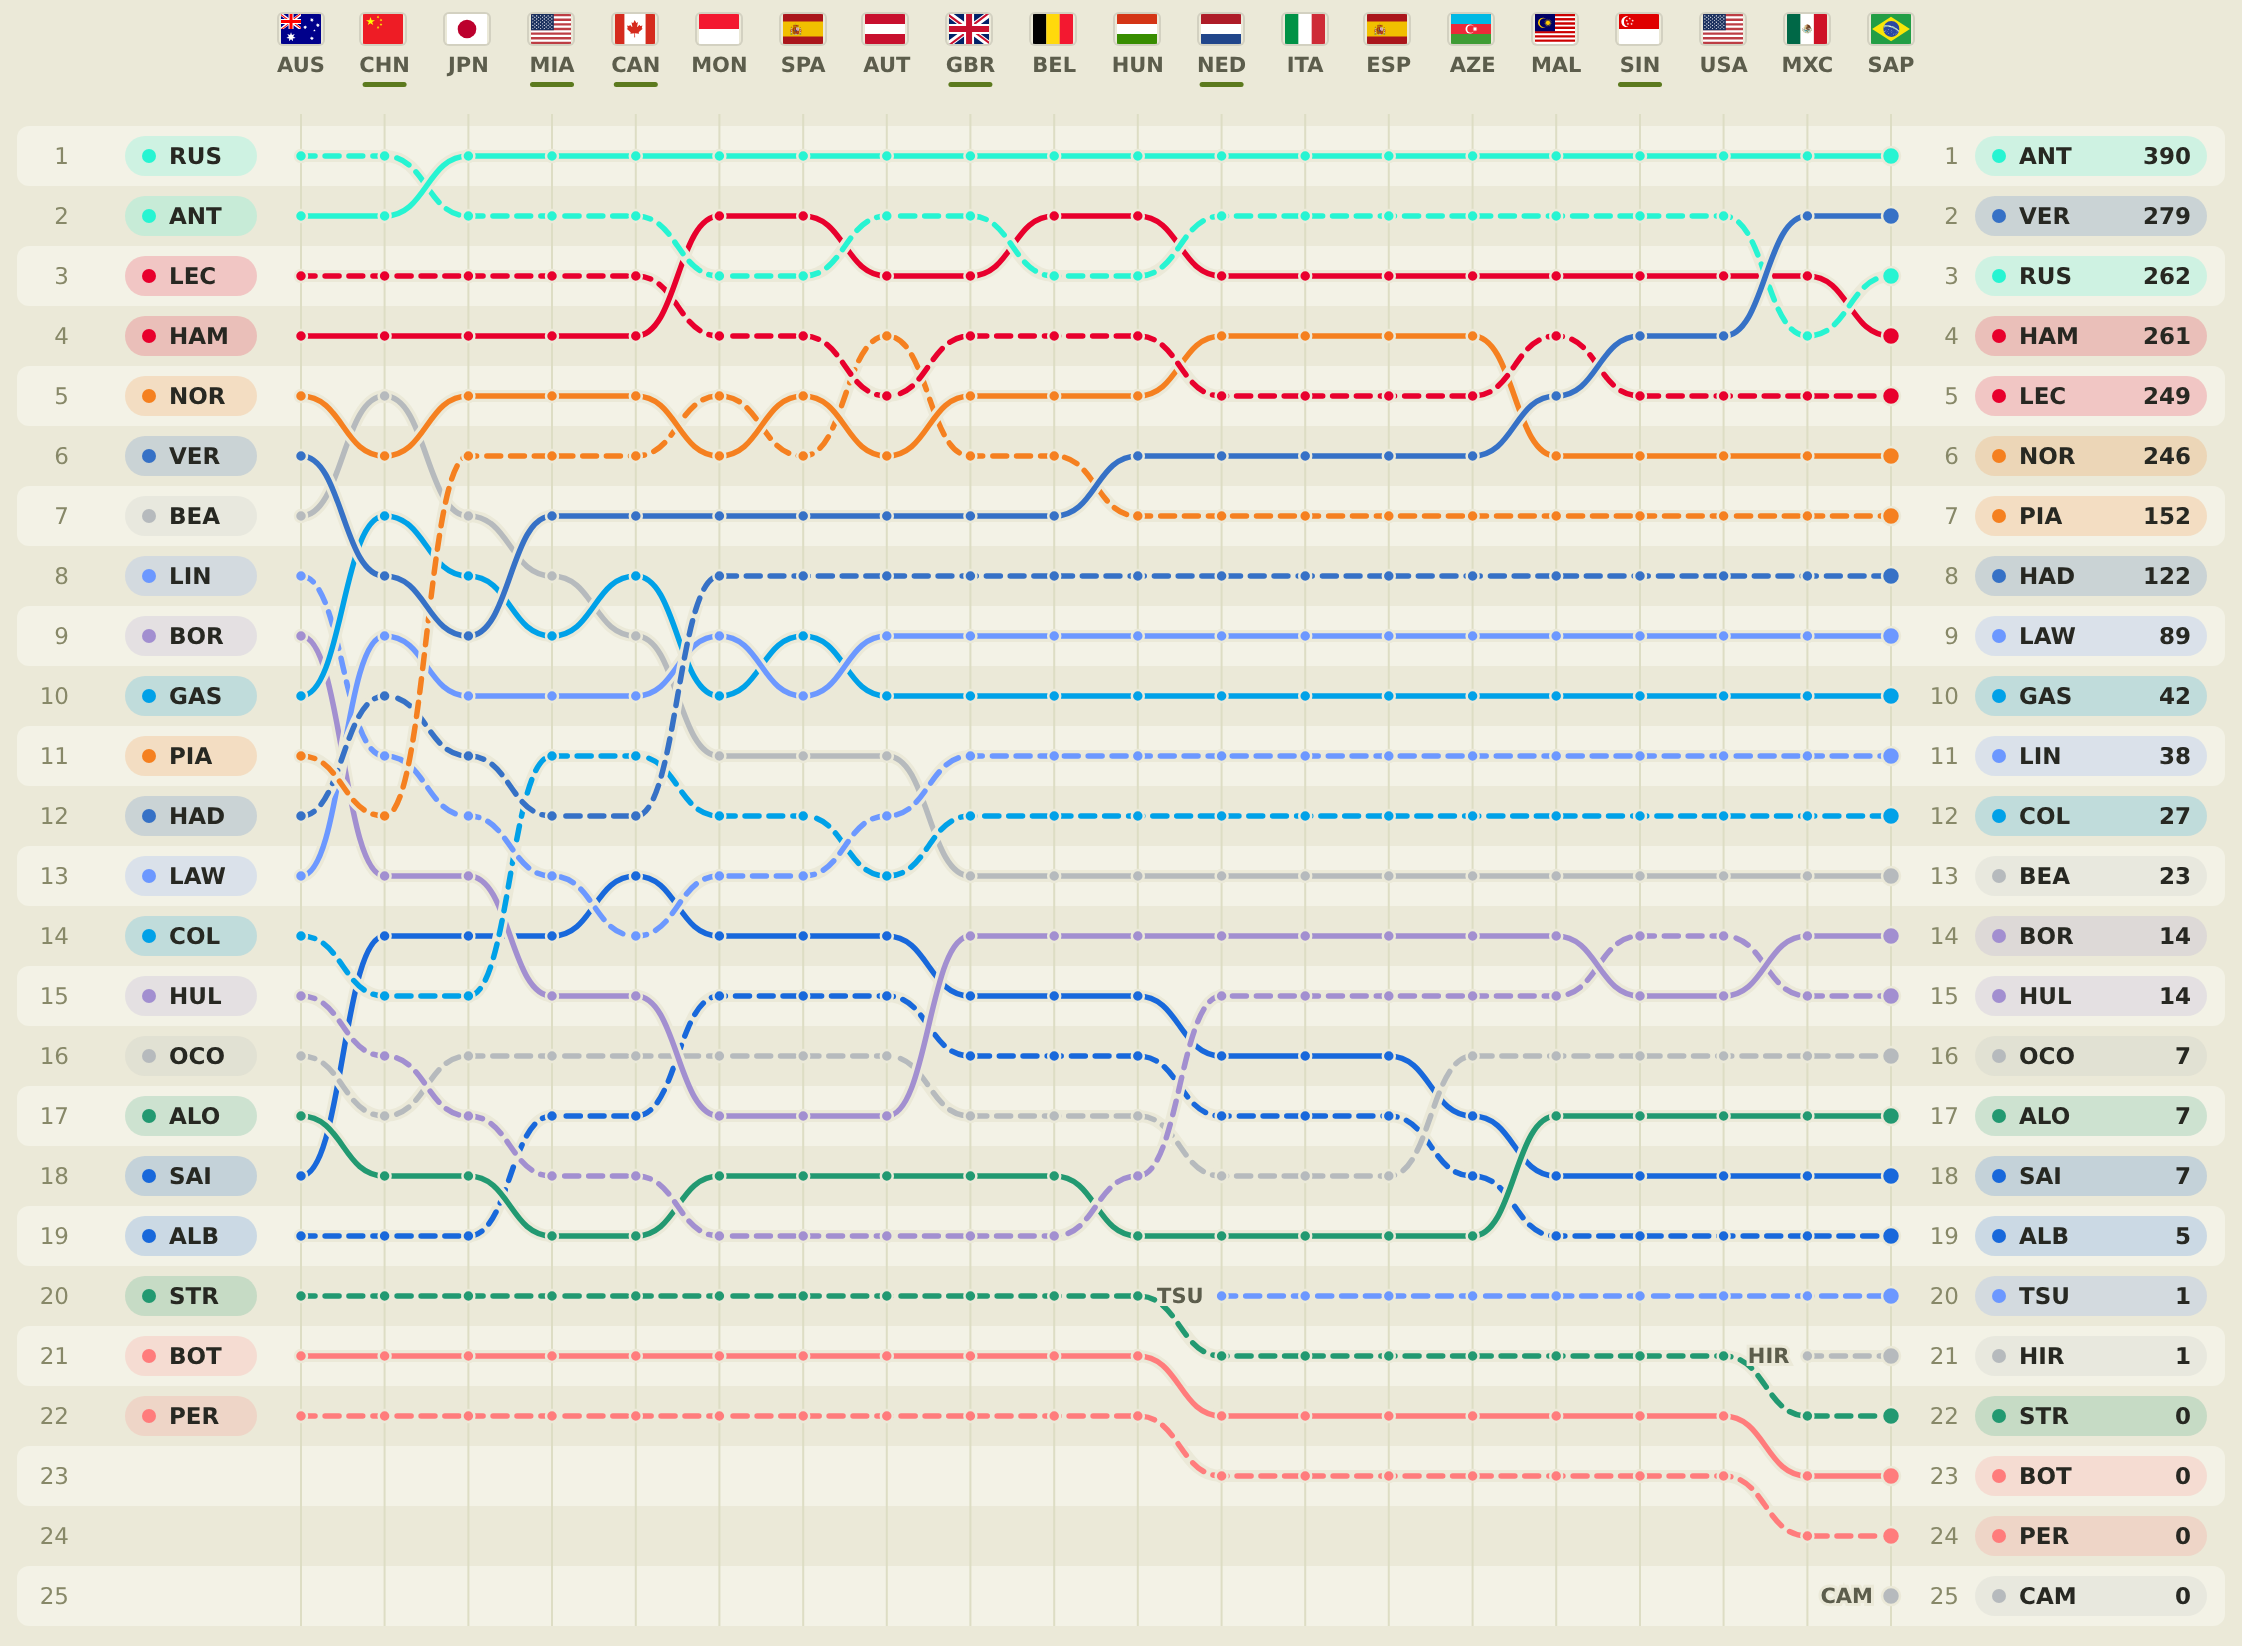 AUS CHN JPN MIA CAN MON SPA AUT GBR BEL HUN NED ITA ESP AZE MAL SIN USA MXC SAP
1 RUS 1 ANT 390
2 ANT 2 VER 279
3 LEC 3 RUS 262
4 HAM 4 HAM 261
5 NOR 5 LEC 249
6 VER 6 NOR 246
7 BEA 7 PIA 152
8 LIN 8 HAD 122
9 BOR 9 LAW 89
10 GAS 10 GAS 42
11 PIA 11 LIN 38
12 HAD 12 COL 27
13 LAW 13 BEA 23
14 COL 14 BOR 14
15 HUL 15 HUL 14
16 OCO 16 OCO 7
17 ALO 17 ALO 7
18 SAI 18 SAI 7
19 ALB 19 ALB 5
20 STR TSU 20 TSU 1
21 BOT HIR 21 HIR 1
22 PER 22 STR 0
23 23 BOT 0
24 24 PER 0
25 CAM 25 CAM 0